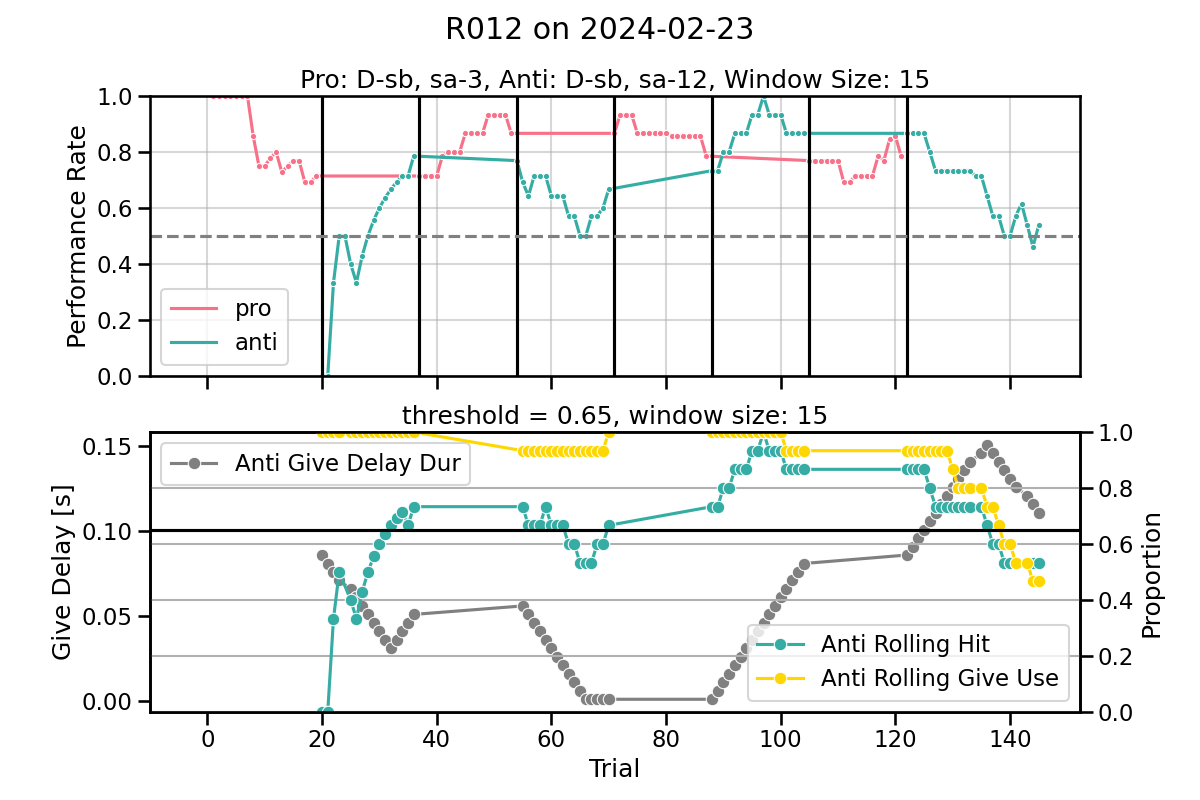 R012 on 2024-02-23
Pro: D-sb, sa-3, Anti: D-sb, sa-12, Window Size: 15
Performance Rate
1.0
0.8
0.6
0.4
0.2
0.0
pro
anti
threshold = 0.65, window size: 15
Give Delay [s]
0.15
0.10
0.05
0.00
Anti Give Delay Dur
1.0
0.8
0.6
0.4
0.2
0.0
Proportion
Anti Rolling Hit
Anti Rolling Give Use
0 20 40 60 80 100 120 140
Trial